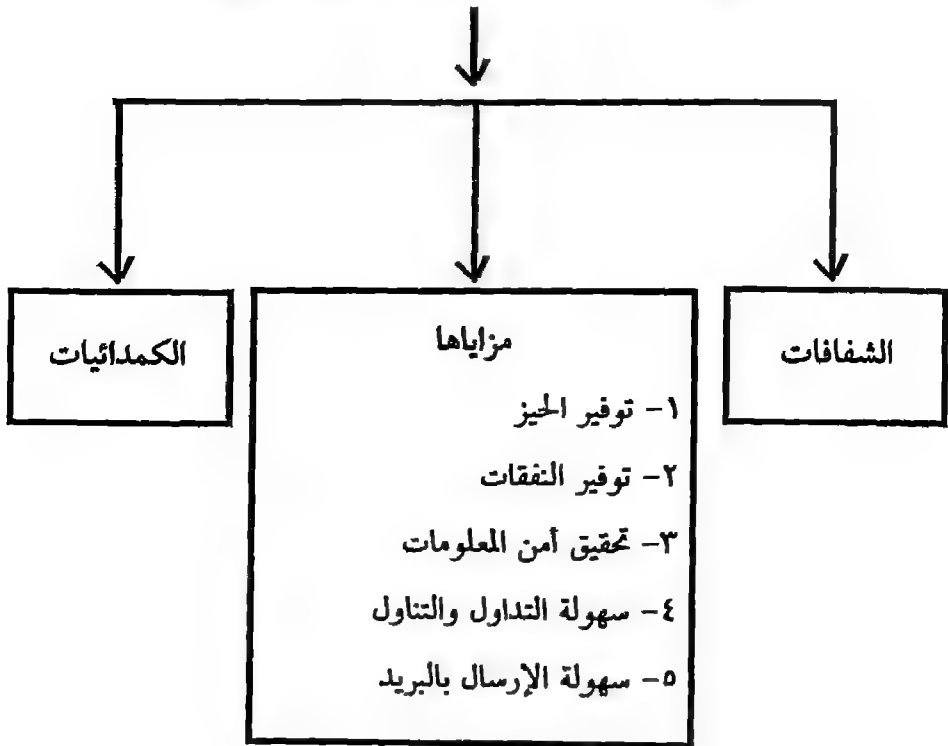 الشفافات
مزاياها
١- توفير الحيز
٢- توفير النفقات
٣- تحقيق أمن المعلومات
٤- سهولة التداول والتناول
٥- سهولة الإرسال بالبريد
الكمدائيات